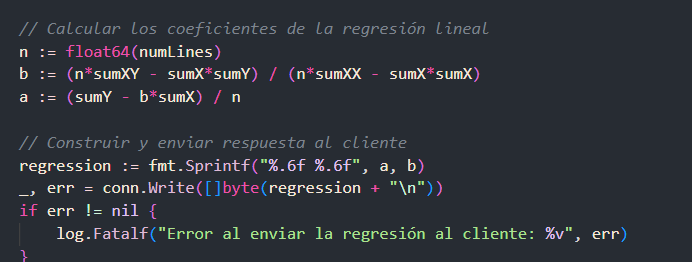 // Calcular los coeficientes de la regresión lineal
n := float64(numLines)
b := (n*sumXY - sumX*sumY) / (n*sumXX - sumX*sumX)
a := (sumY - b*sumX) / n

// Construir y enviar respuesta al cliente
regression := fmt.Sprintf("%.6f %.6f", a, b)
_, err = conn.Write([]byte(regression + "\n"))
if err != nil {
    log.Fatalf("Error al enviar la regresión al cliente: %v", err)
}